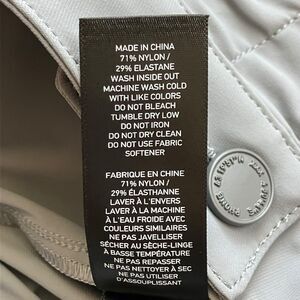 MADE IN CHINA
71% NYLON /
29% ELASTANE
WASH INSIDE OUT
MACHINE WASH COLD
WITH LIKE COLORS
DO NOT BLEACH
TUMBLE DRY LOW
DO NOT IRON
DO NOT DRY CLEAN
DO NOT USE FABRIC
SOFTENER
FABRIQUE EN CHINE
71% NYLON /
29% ÉLASTHANNE
LAVER À L'ENVERS
LAVER À LA MACHINE
À L'EAU FROIDE AVEC
COULEURS SIMILAIRES
NE PAS JAVELLISER
SÉCHER AU SÈCHE-LINGE
À BASSE TEMPÉRATURE
NE PAS REPASSER
NE PAS NETTOYER À SEC
NE PAS UTILISER
D'ASSOUPLISSANT